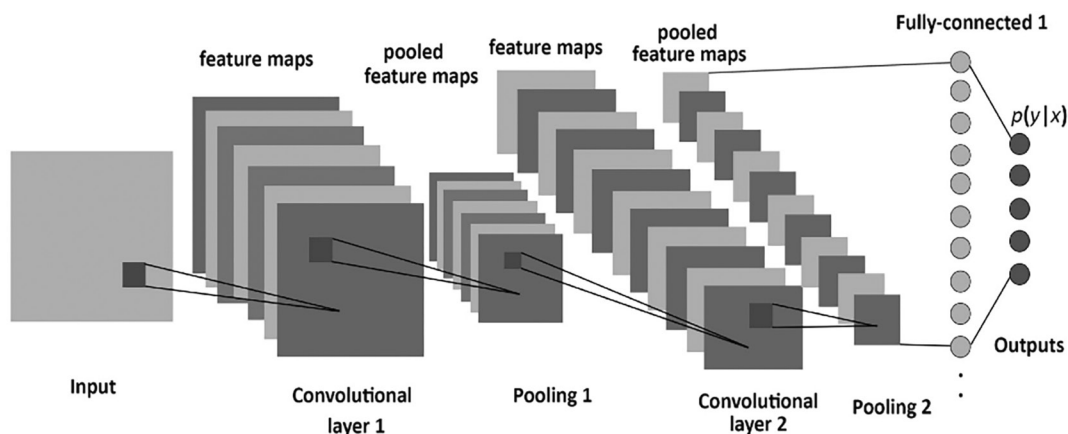 feature maps
pooled
feature maps
feature maps
pooled
feature maps
Fully-connected 1
p(y|x)
Outputs
Input
Convolutional
layer 1
Pooling 1
Convolutional
layer 2
Pooling 2